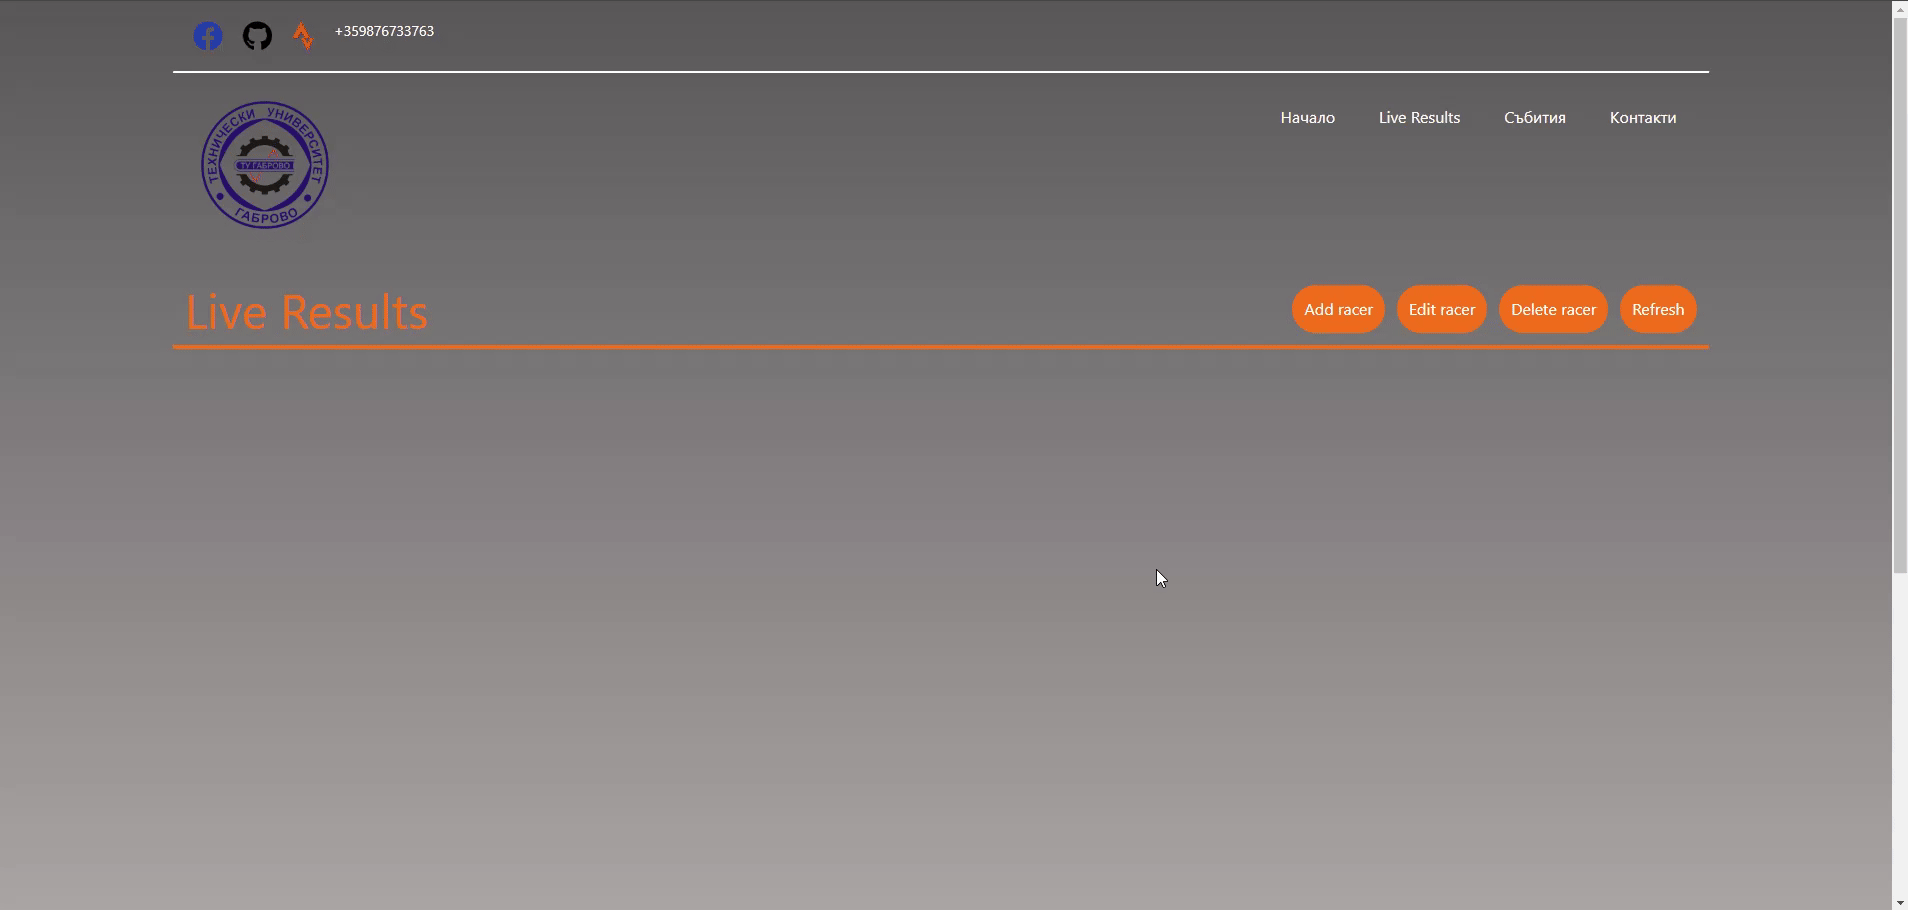 +359876733763
ТЕХНИЧЕСКИ УНИВЕРСИТЕТ
ТУ ГАБРОВО
ГАБРОВО
Начало Live Results Събития Контакти
Live Results
Add racer Edit racer Delete racer Refresh